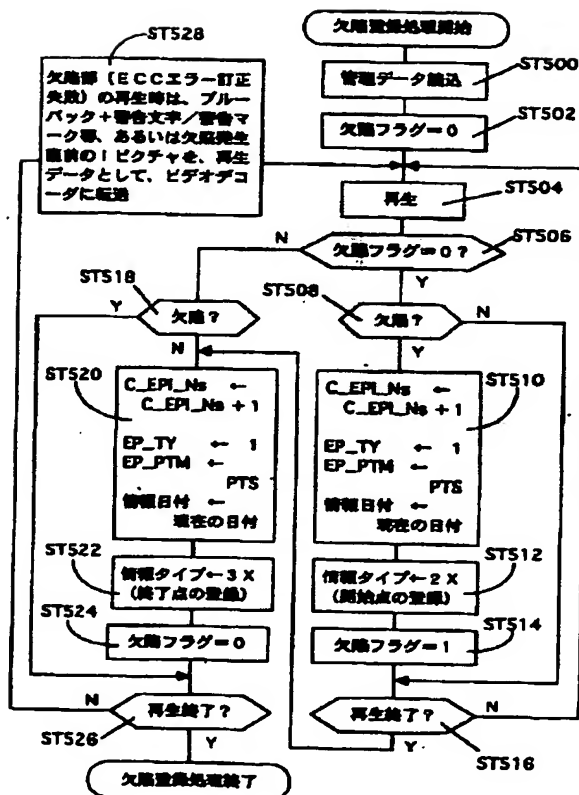 欠陥登録処理開始
ST500
管理データ読込
ST502
欠陥フラグ=0
ST528
欠陥部(ECCエラー訂正
失敗)の再生時は、ブルー
バック+警告文字/警告マ
ーク等、あるいは欠陥発生
直前のIピクチャを、再生
データとして、ビデオデコ
ーダに転送
ST504
再生
ST506
欠陥フラグ=0?
N
Y
ST518
欠陥?
Y
N
ST508
欠陥?
N
Y
ST520
C_EPI_Ns ←
C_EPI_Ns + 1
EP_TY ← 1
EP_PTM ←
PTS
情報日付 ←
現在の日付
ST510
C_EPI_Ns ←
C_EPI_Ns + 1
EP_TY ← 1
EP_PTM ←
PTS
情報日付 ←
現在の日付
ST522
情報タイプ←3X
(終了点の登録)
ST512
情報タイプ←2X
(開始点の登録)
ST524
欠陥フラグ=0
ST514
欠陥フラグ=1
N
再生終了?
ST526
Y
再生終了?
N
Y
ST516
欠陥登録処理終了